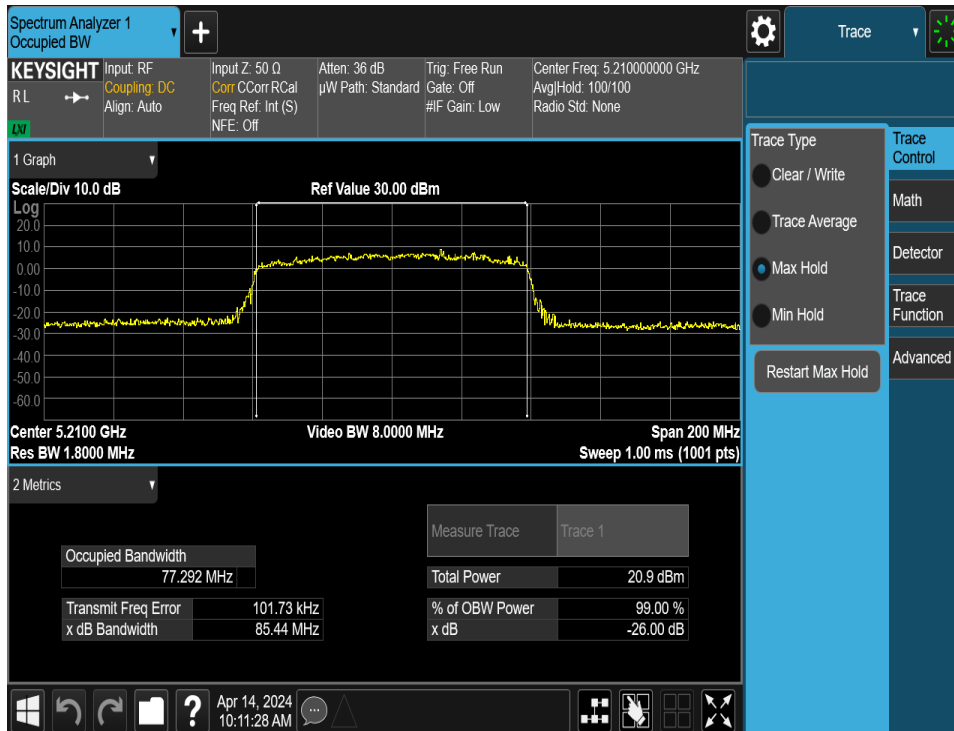 Spectrum Analyzer 1
Occupied BW
Trace
KEYSIGHT
R L
LXI
Input: RF
Coupling: DC
Align: Auto
Input Z: 50 Ω
Corr CCorr RCal
Freq Ref: Int (S)
NFE: Off
Atten: 36 dB
µW Path: Standard
Trig: Free Run
Gate: Off
#IF Gain: Low
Center Freq: 5.210000000 GHz
Avg|Hold: 100/100
Radio Std: None
1 Graph
Scale/Div 10.0 dB
Ref Value 30.00 dBm
Log
20.0
10.0
0.00
-10.0
-20.0
-30.0
-40.0
-50.0
-60.0
Center 5.2100 GHz
Video BW 8.0000 MHz
Span 200 MHz
Res BW 1.8000 MHz
Sweep 1.00 ms (1001 pts)
2 Metrics
Measure Trace
Trace 1
Occupied Bandwidth
77.292 MHz
Total Power
20.9 dBm
Transmit Freq Error
101.73 kHz
% of OBW Power
99.00 %
x dB Bandwidth
85.44 MHz
x dB
-26.00 dB
Trace Type
Clear / Write
Trace Average
Max Hold
Min Hold
Restart Max Hold
Trace
Control
Math
Detector
Trace
Function
Advanced
?
Apr 14, 2024
10:11:28 AM